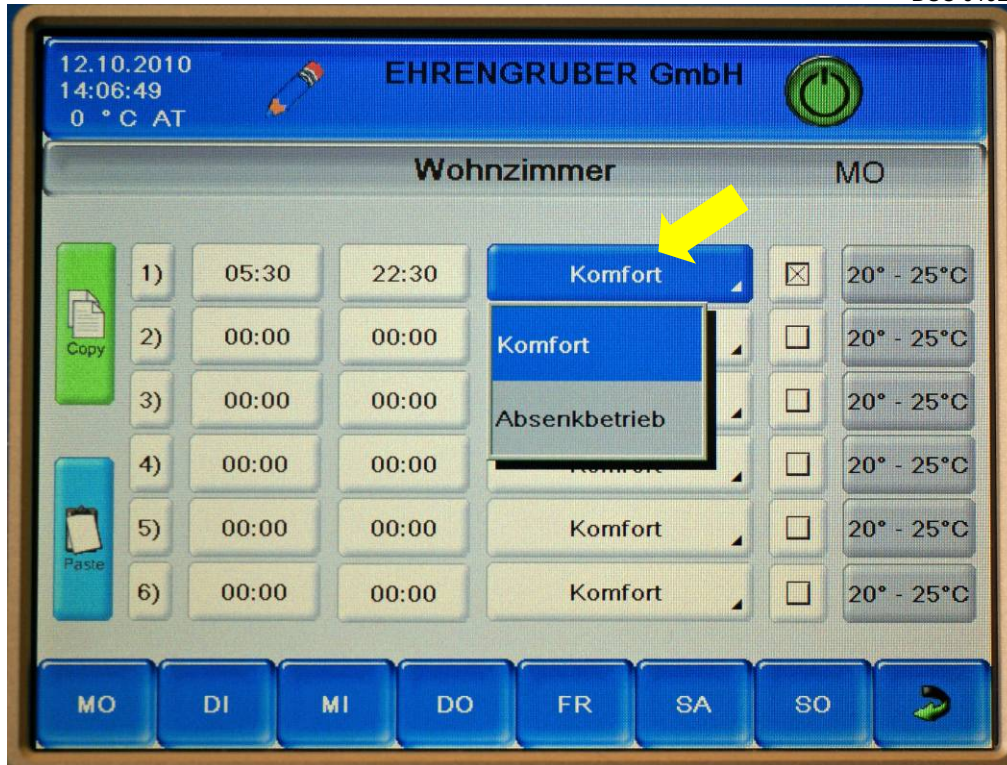 12.10.2010
14:06:49
0 °C AT
EHRENGRUBER GmbH
Wohnzimmer
MO
Copy
Paste
1) 05:30 22:30 Komfort 20° - 25°C
2) 00:00 00:00 20° - 25°C
3) 00:00 00:00 20° - 25°C
4) 00:00 00:00 20° - 25°C
5) 00:00 00:00 Komfort 20° - 25°C
6) 00:00 00:00 Komfort 20° - 25°C
Komfort
Absenkbetrieb
MO DI MI DO FR SA SO